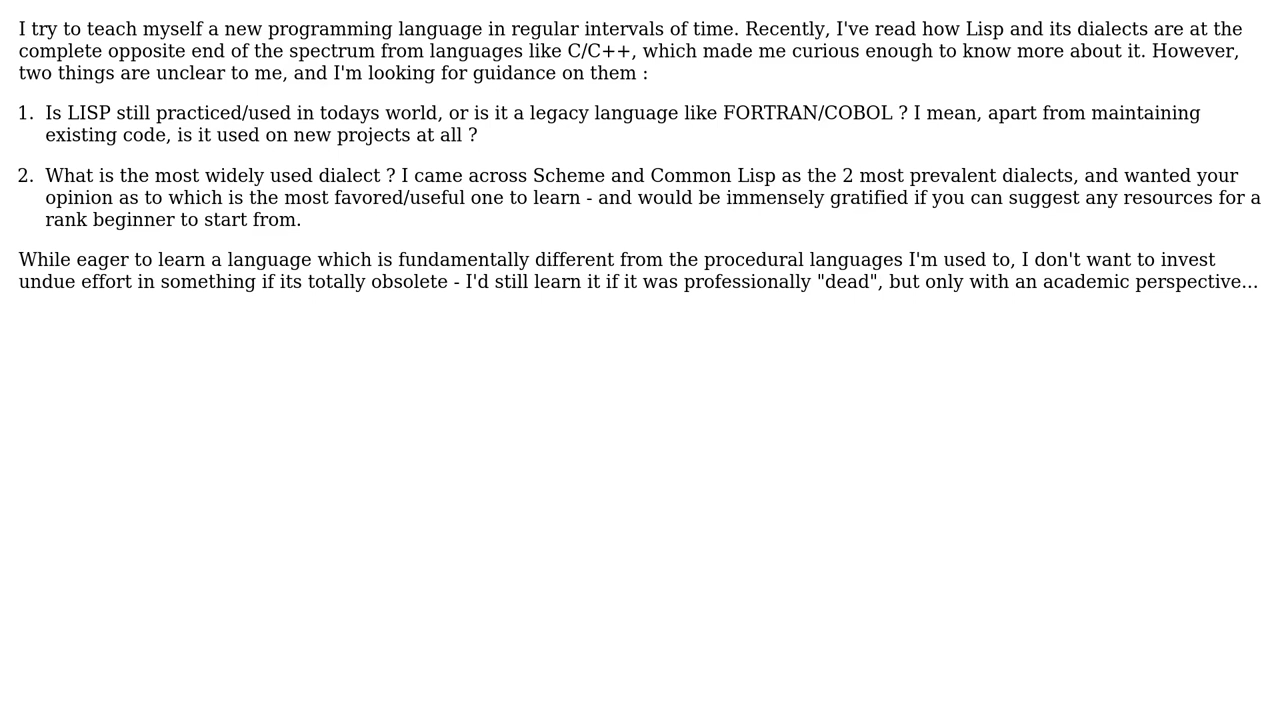 I try to teach myself a new programming language in regular intervals of time. Recently, I've read how Lisp and its dialects are at the
complete opposite end of the spectrum from languages like C/C++, which made me curious enough to know more about it. However,
two things are unclear to me, and I'm looking for guidance on them :
1. Is LISP still practiced/used in todays world, or is it a legacy language like FORTRAN/COBOL ? I mean, apart from maintaining
existing code, is it used on new projects at all ?
2. What is the most widely used dialect ? I came across Scheme and Common Lisp as the 2 most prevalent dialects, and wanted your
opinion as to which is the most favored/useful one to learn - and would be immensely gratified if you can suggest any resources for a
rank beginner to start from.
While eager to learn a language which is fundamentally different from the procedural languages I'm used to, I don't want to invest
undue effort in something if its totally obsolete - I'd still learn it if it was professionally "dead", but only with an academic perspective...